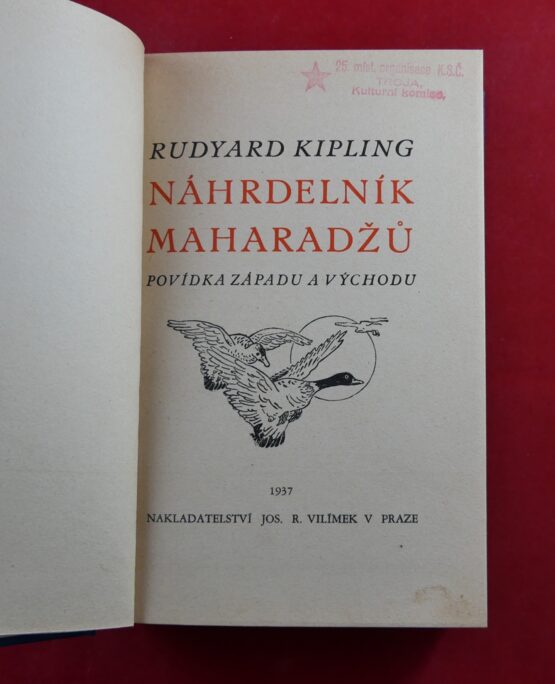 25. míst. organisace K.S.Č.
TROJA,
Kulturní komise,
RUDYARD KIPLING
NÁHRDELNÍK
MAHARADŽŮ
POVÍDKA ZÁPADU A VÝCHODU
1937
NAKLADATELSTVÍ JOS. R. VILÍMEK V PRAZE